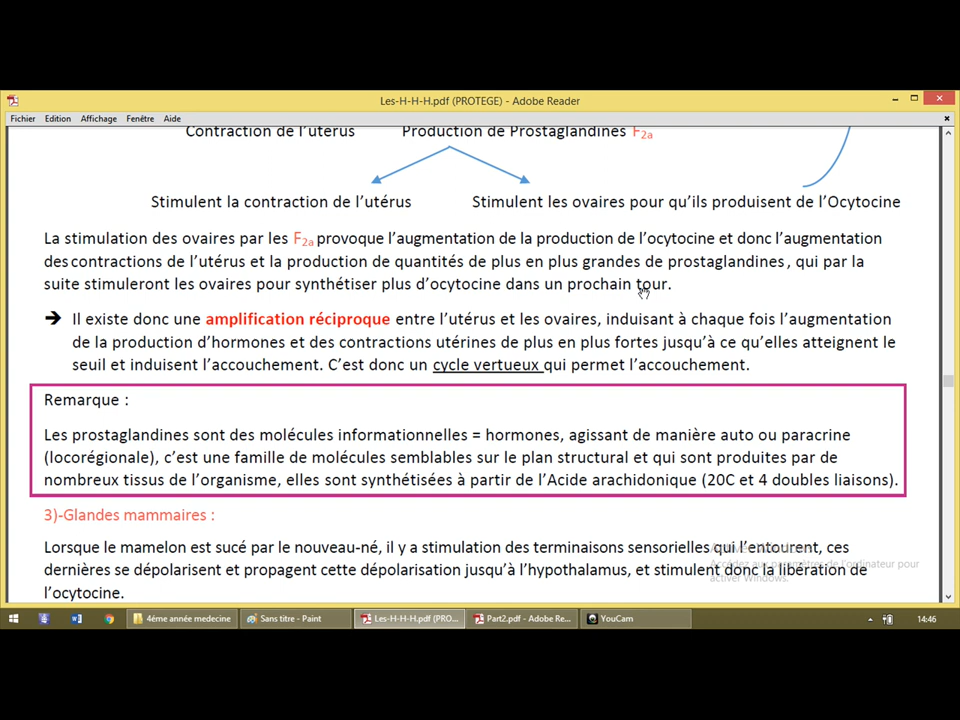 Les-H-H-H.pdf (PROTEGE) - Adobe Reader
Fichier Edition Affichage Fenêtre Aide
Contraction de l'utérus Production de Prostaglandines F2a
Stimulent la contraction de l'utérus Stimulent les ovaires pour qu'ils produisent de l'Ocytocine
La stimulation des ovaires par les F2a provoque l'augmentation de la production de l'ocytocine et donc l'augmentation
des contractions de l'utérus et la production de quantités de plus en plus grandes de prostaglandines, qui par la
suite stimuleront les ovaires pour synthétiser plus d'ocytocine dans un prochain tour.
➔ Il existe donc une amplification réciproque entre l'utérus et les ovaires, induisant à chaque fois l'augmentation
de la production d'hormones et des contractions utérines de plus en plus fortes jusqu'à ce qu'elles atteignent le
seuil et induisent l'accouchement. C'est donc un cycle vertueux qui permet l'accouchement.
Remarque :
Les prostaglandines sont des molécules informationnelles = hormones, agissant de manière auto ou paracrine
(locorégionale), c'est une famille de molécules semblables sur le plan structural et qui sont produites par de
nombreux tissus de l'organisme, elles sont synthétisées à partir de l'Acide arachidonique (20C et 4 doubles liaisons).
3)-Glandes mammaires :
Lorsque le mamelon est sucé par le nouveau-né, il y a stimulation des terminaisons sensorielles qui l'entourent, ces
dernières se dépolarisent et propagent cette dépolarisation jusqu'à l'hypothalamus, et stimulent donc la libération de
l'ocytocine.
Activer Windows
Accédez aux paramètres de l'ordinateur pour
activer Windows.
4éme année medecine Sans titre - Paint Les-H-H-H.pdf (PRO... Part2.pdf - Adobe Re... YouCam 14:46